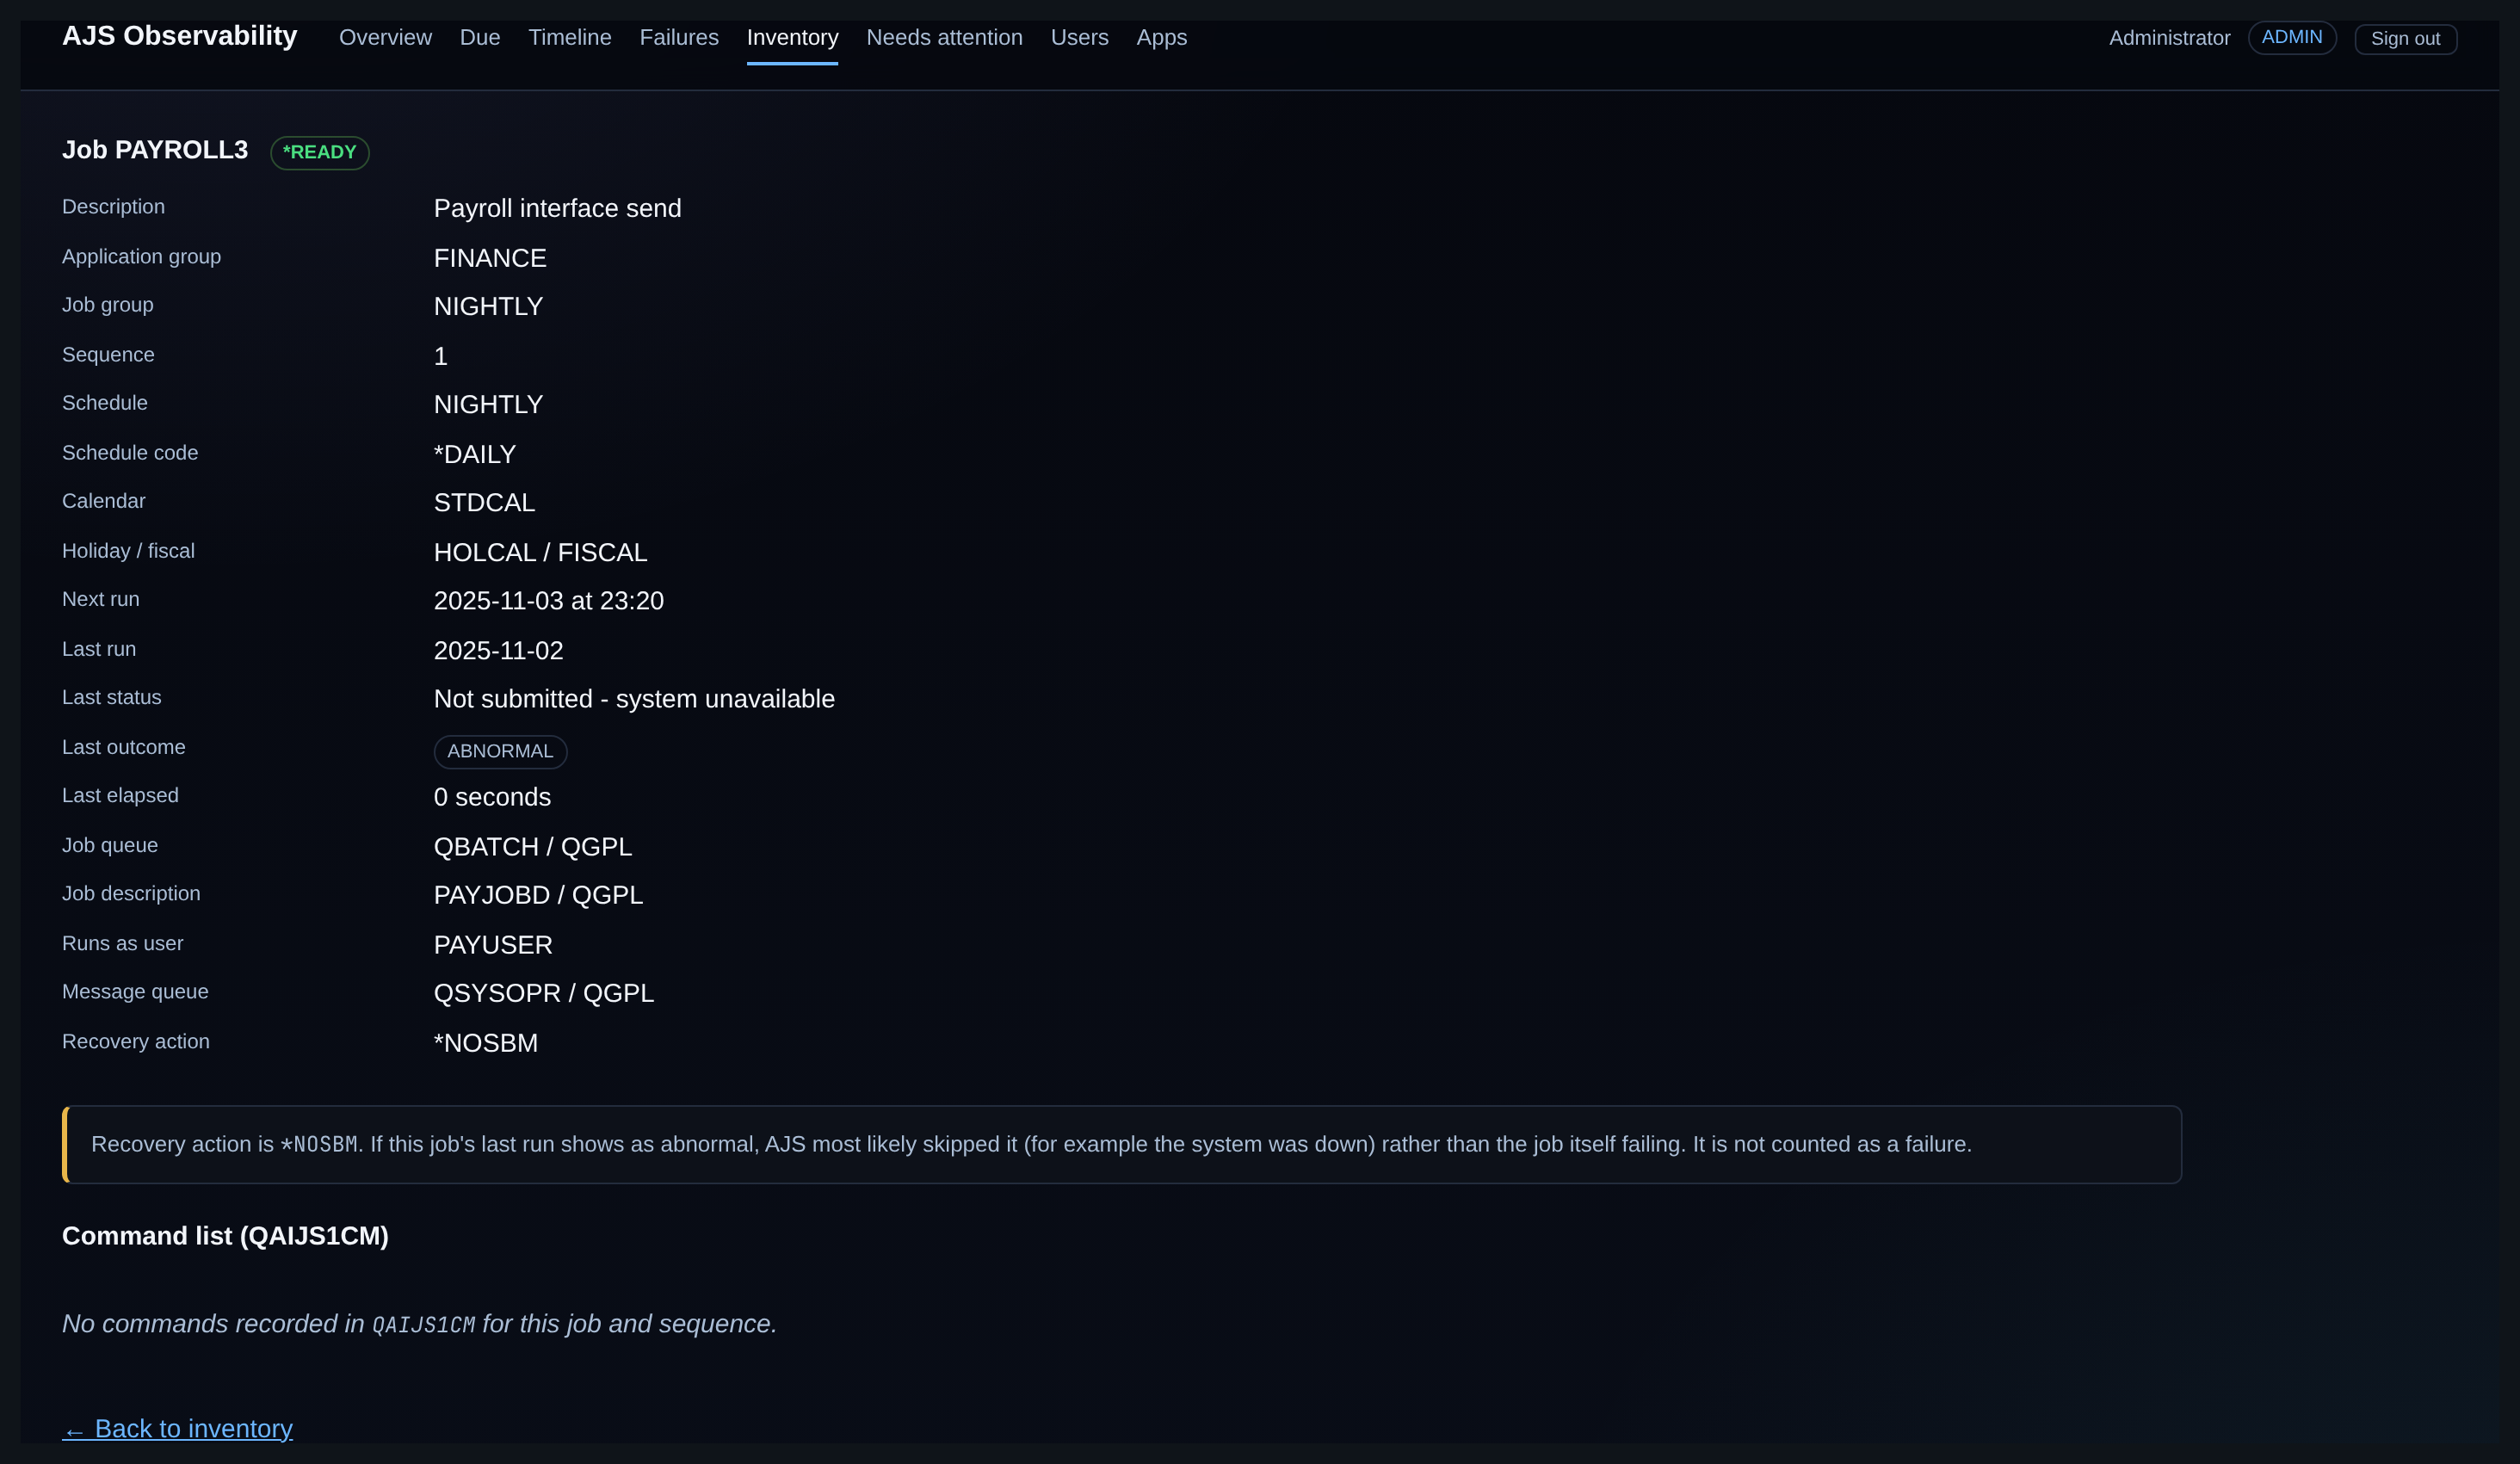 AJS Observability Overview Due Timeline Failures Inventory Needs attention Users Apps Administrator ADMIN Sign out
Job PAYROLL3 *READY
Description Payroll interface send
Application group FINANCE
Job group NIGHTLY
Sequence 1
Schedule NIGHTLY
Schedule code *DAILY
Calendar STDCAL
Holiday / fiscal HOLCAL / FISCAL
Next run 2025-11-03 at 23:20
Last run 2025-11-02
Last status Not submitted - system unavailable
Last outcome ABNORMAL
Last elapsed 0 seconds
Job queue QBATCH / QGPL
Job description PAYJOBD / QGPL
Runs as user PAYUSER
Message queue QSYSOPR / QGPL
Recovery action *NOSBM
Recovery action is *NOSBM. If this job's last run shows as abnormal, AJS most likely skipped it (for example the system was down) rather than the job itself failing. It is not counted as a failure.
Command list (QAIJS1CM)
No commands recorded in QAIJS1CM for this job and sequence.
← Back to inventory